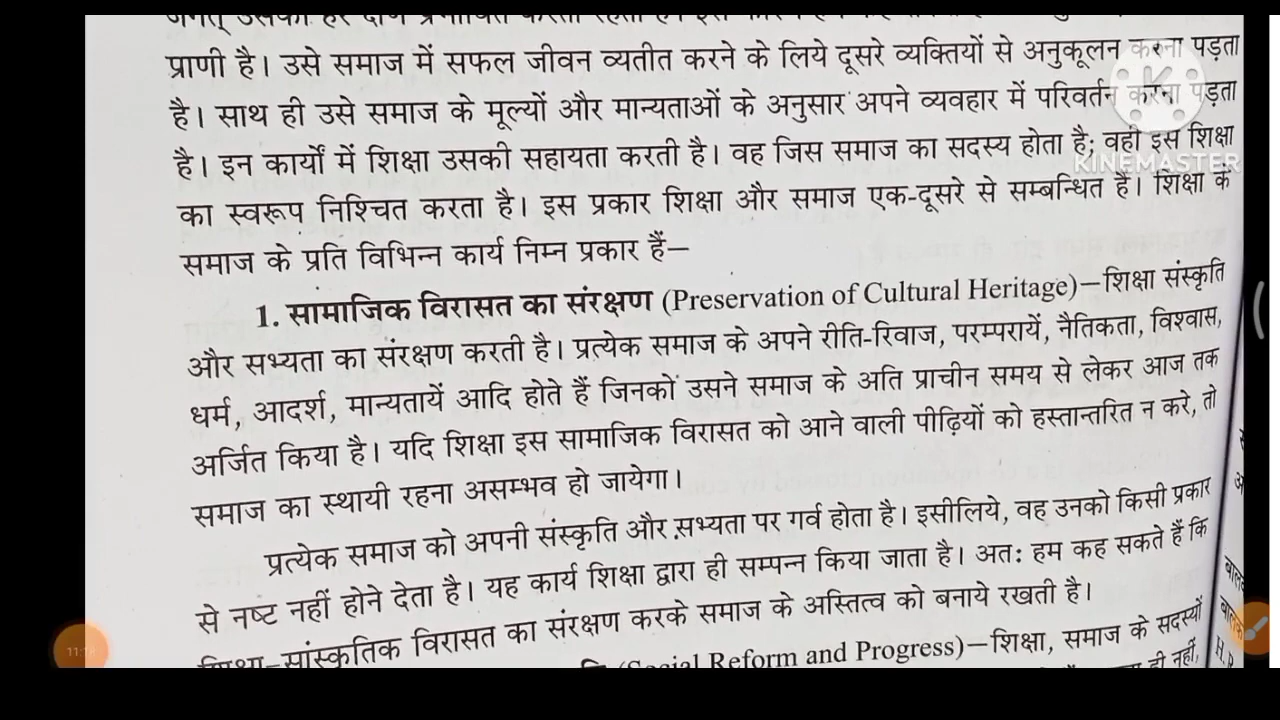 प्राणी है। उसे समाज में सफल जीवन व्यतीत करने के लिये दूसरे व्यक्तियों से अनुकूलन करना पड़ता
है। साथ ही उसे समाज के मूल्यों और मान्यताओं के अनुसार अपने व्यवहार में परिवर्तन करना पड़ता
है। इन कार्यों में शिक्षा उसकी सहायता करती है। वह जिस समाज का सदस्य होता है; वही इस शिक्षा
KINEMASTER
का स्वरूप निश्चित करता है। इस प्रकार शिक्षा और समाज एक-दूसरे से सम्बन्धित हैं। शिक्षा के
समाज के प्रति विभिन्न कार्य निम्न प्रकार हैं—
1. सामाजिक विरासत का संरक्षण (Preservation of Cultural Heritage)—शिक्षा संस्कृति
और सभ्यता का संरक्षण करती है। प्रत्येक समाज के अपने रीति-रिवाज, परम्परायें, नैतिकता, विश्वास,
धर्म, आदर्श, मान्यतायें आदि होते हैं जिनको उसने समाज के अति प्राचीन समय से लेकर आज तक
अर्जित किया है। यदि शिक्षा इस सामाजिक विरासत को आने वाली पीढ़ियों को हस्तान्तरित न करे, तो
समाज का स्थायी रहना असम्भव हो जायेगा।
प्रत्येक समाज को अपनी संस्कृति और सभ्यता पर गर्व होता है। इसीलिये, वह उनको किसी प्रकार
से नष्ट नहीं होने देता है। यह कार्य शिक्षा द्वारा ही सम्पन्न किया जाता है। अतः हम कह सकते हैं कि
शिक्षा—सांस्कृतिक विरासत का संरक्षण करके समाज के अस्तित्व को बनाये रखती है।
(Social Reform and Progress)—शिक्षा, समाज के सदस्यों
ही नहीं,
11:18